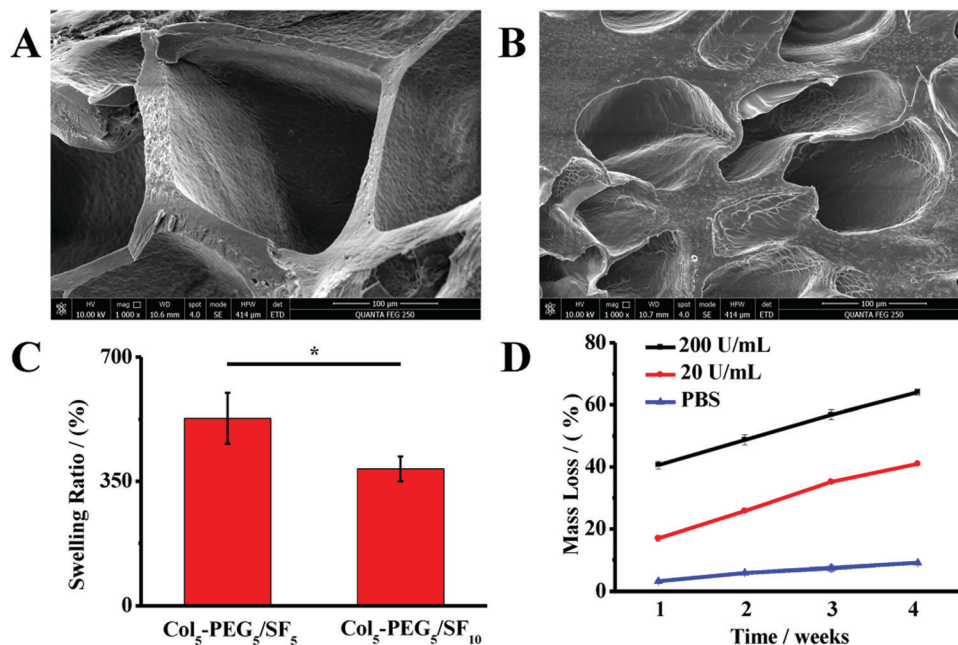 A
HV mag □ WD spot mode HFW det 100 µm
10.00 kV 1 000 x 10.6 mm 4.0 SE 414 µm ETD QUANTA FEG 250
B
HV mag □ WD spot mode HFW det 100 µm
10.00 kV 1 000 x 10.7 mm 4.0 SE 414 µm ETD QUANTA FEG 250
C
700
350
0
Swelling Ratio / (%)
*
Col₅-PEG₅/SF₅ Col₅-PEG₅/SF₁₀
D
80
60
40
20
0
Mass Loss / ( % )
200 U/mL
20 U/mL
PBS
1 2 3 4
Time / weeks